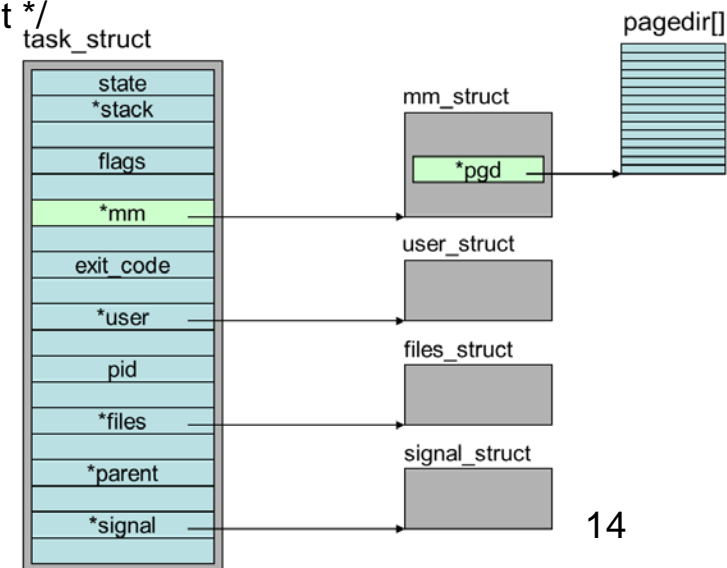 t */
task_struct
state
*stack
flags
*mm
exit_code
*user
pid
*files
*parent
*signal
mm_struct
*pgd
user_struct
files_struct
signal_struct
pagedir[]
14